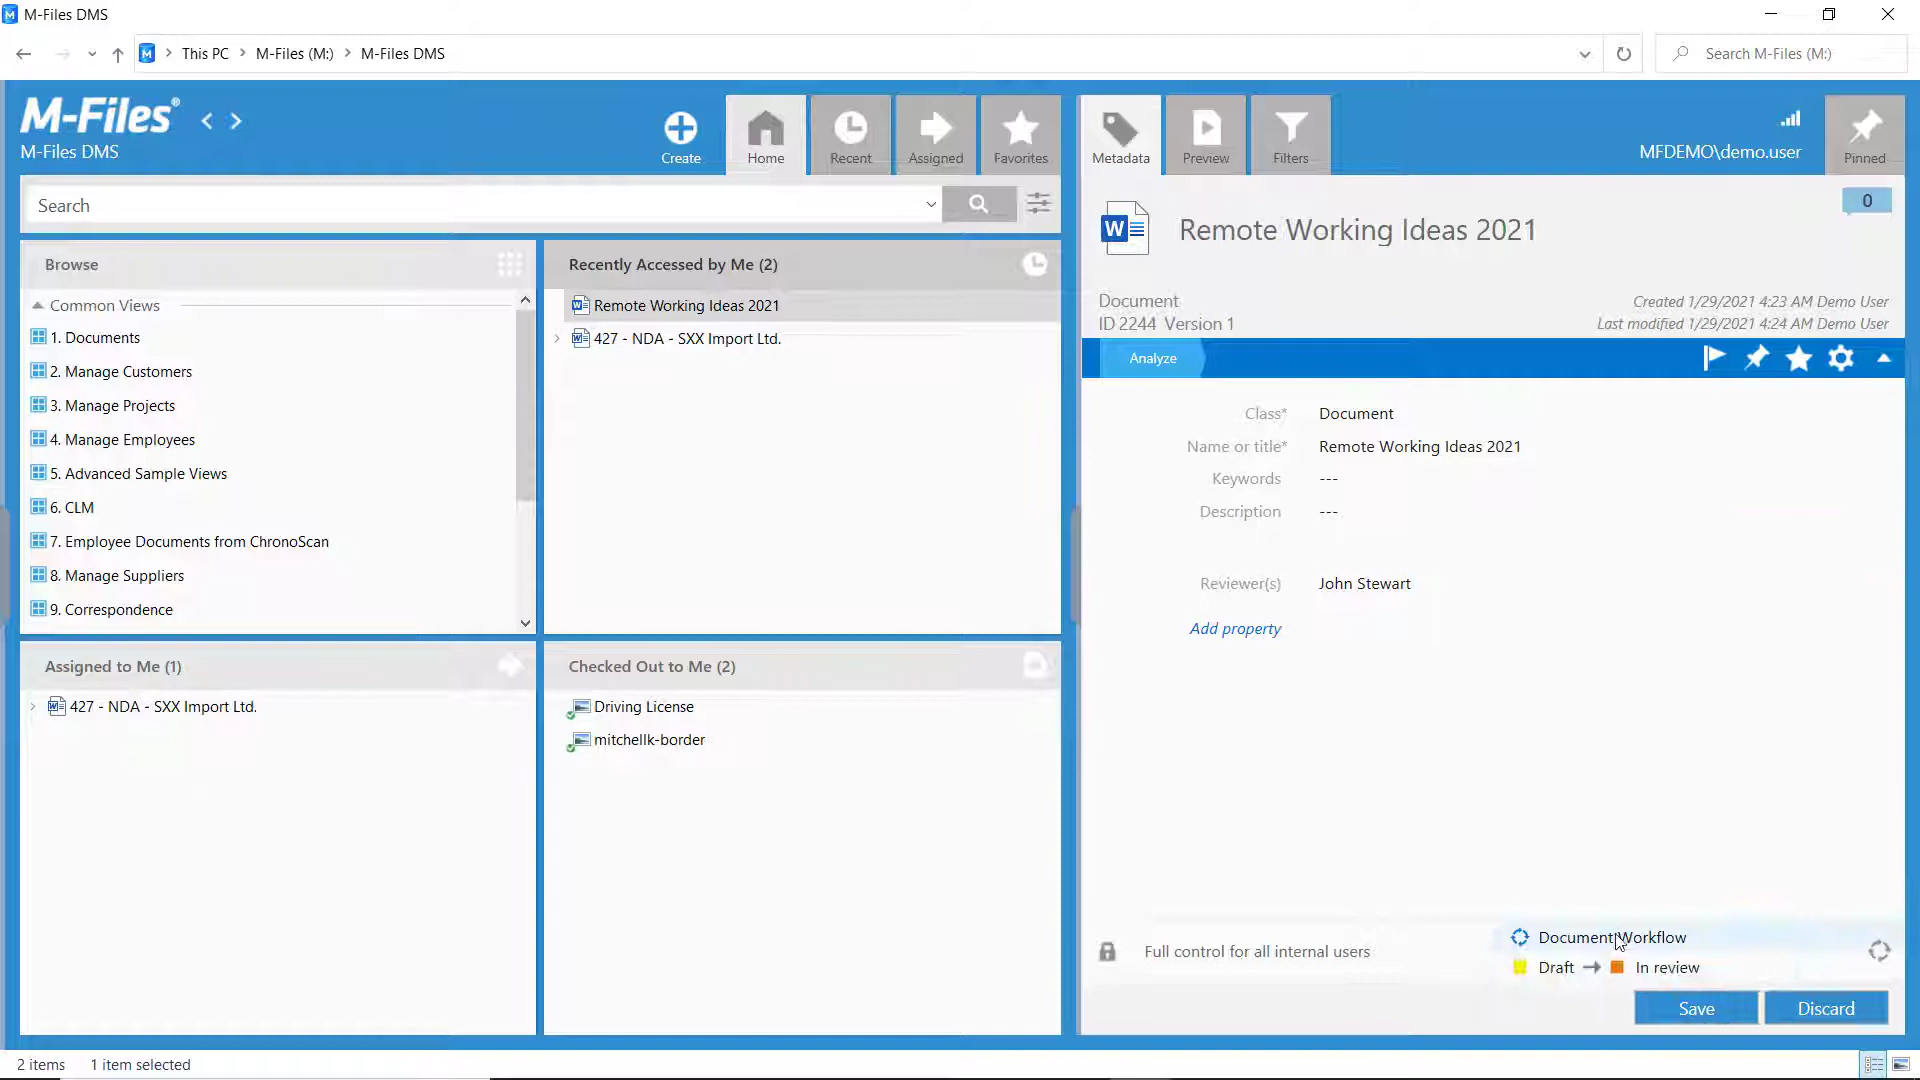 M-Files DMS
This PC > M-Files (M:) > M-Files DMS
Search M-Files (M:)
M-Files®
M-Files DMS
Create
Home
Recent
Assigned
Favorites
Metadata
Preview
Filters
MFDEMO\demo.user
Pinned
Search
0
Remote Working Ideas 2021
Document
ID 2244 Version 1
Created 1/29/2021 4:23 AM Demo User
Last modified 1/29/2021 4:24 AM Demo User
Browse
Common Views
1. Documents
2. Manage Customers
3. Manage Projects
4. Manage Employees
5. Advanced Sample Views
6. CLM
7. Employee Documents from ChronoScan
8. Manage Suppliers
9. Correspondence
Recently Accessed by Me (2)
Remote Working Ideas 2021
427 - NDA - SXX Import Ltd.
Analyze
Class* Document
Name or title* Remote Working Ideas 2021
Keywords ---
Description ---
Reviewer(s) John Stewart
Add property
Assigned to Me (1)
427 - NDA - SXX Import Ltd.
Checked Out to Me (2)
Driving License
mitchellk-border
Full control for all internal users
Document Workflow
Draft → In review
Save
Discard
2 items
1 item selected